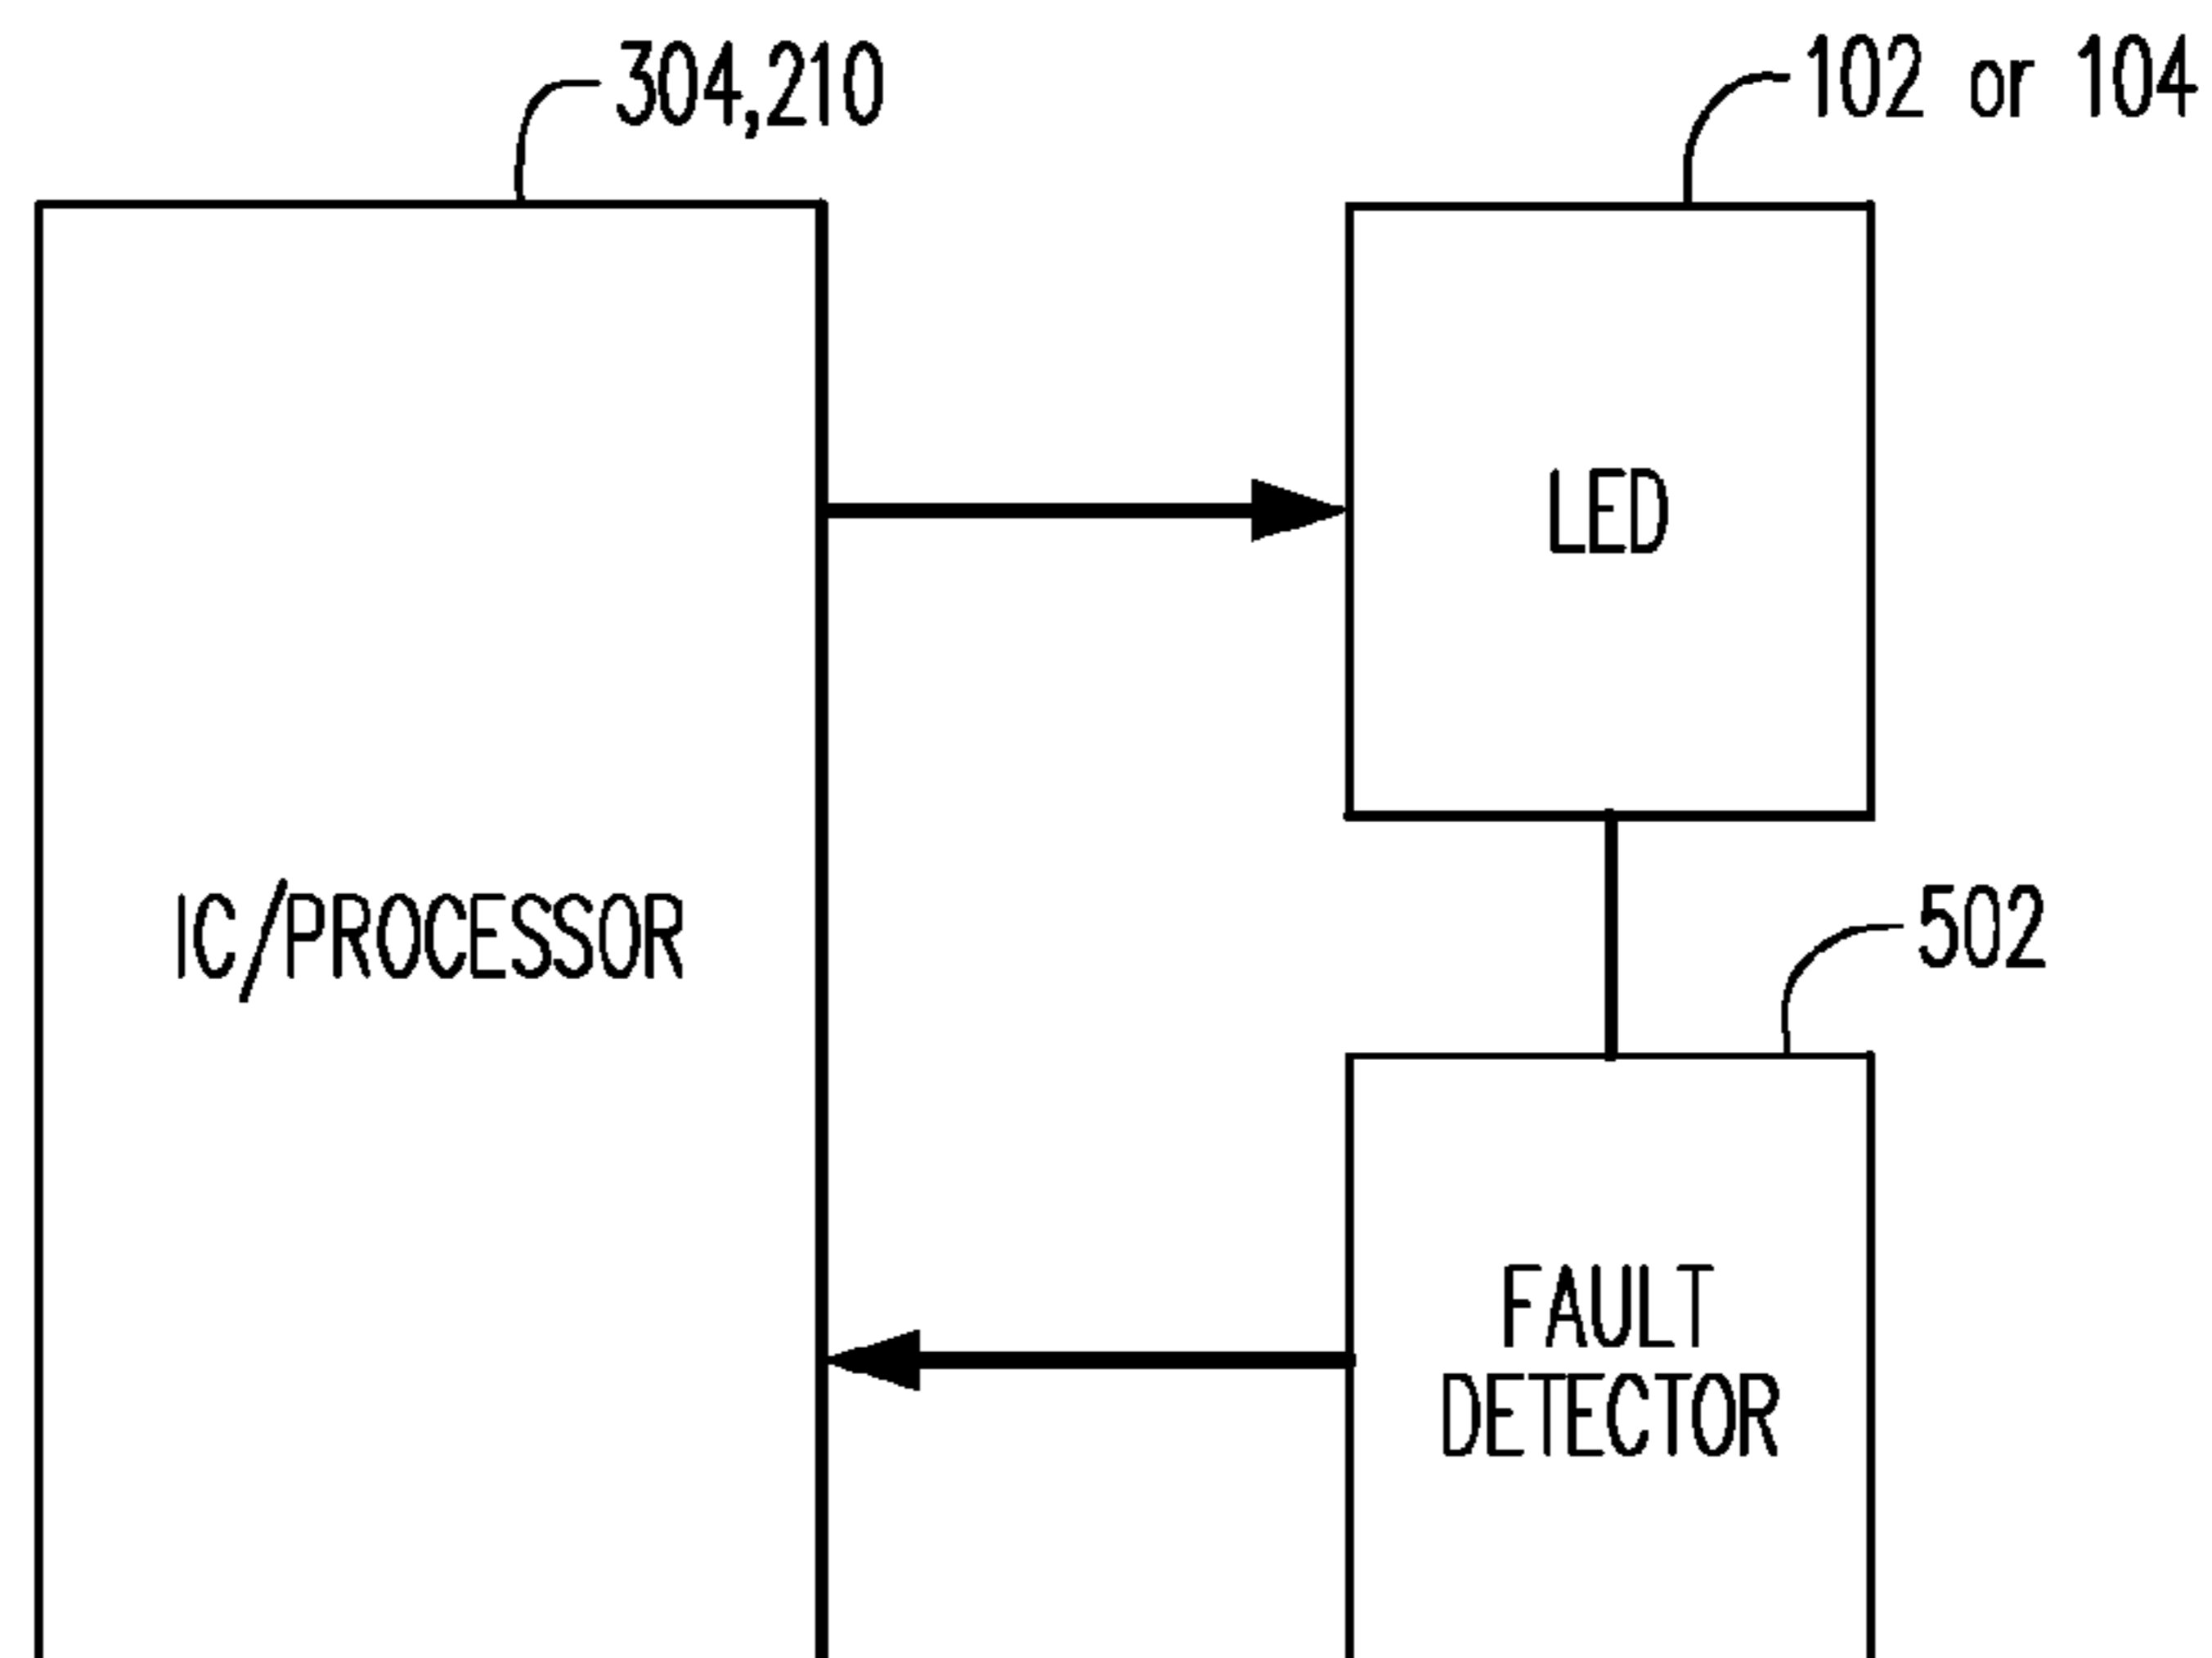 304,210
102 or 104
LED
IC/PROCESSOR
502
FAULT
DETECTOR